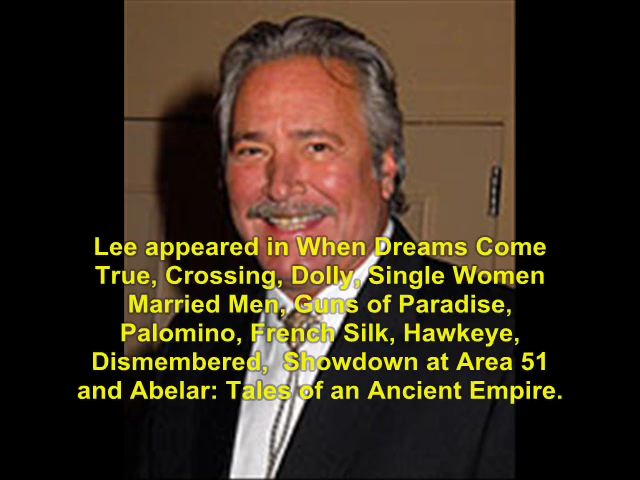 Lee appeared in When Dreams Come
True, Crossing, Dolly, Single Women
Married Men, Guns of Paradise,
Palomino, French Silk, Hawkeye,
Dismembered,  Showdown at Area 51
and Abelar: Tales of an Ancient Empire.